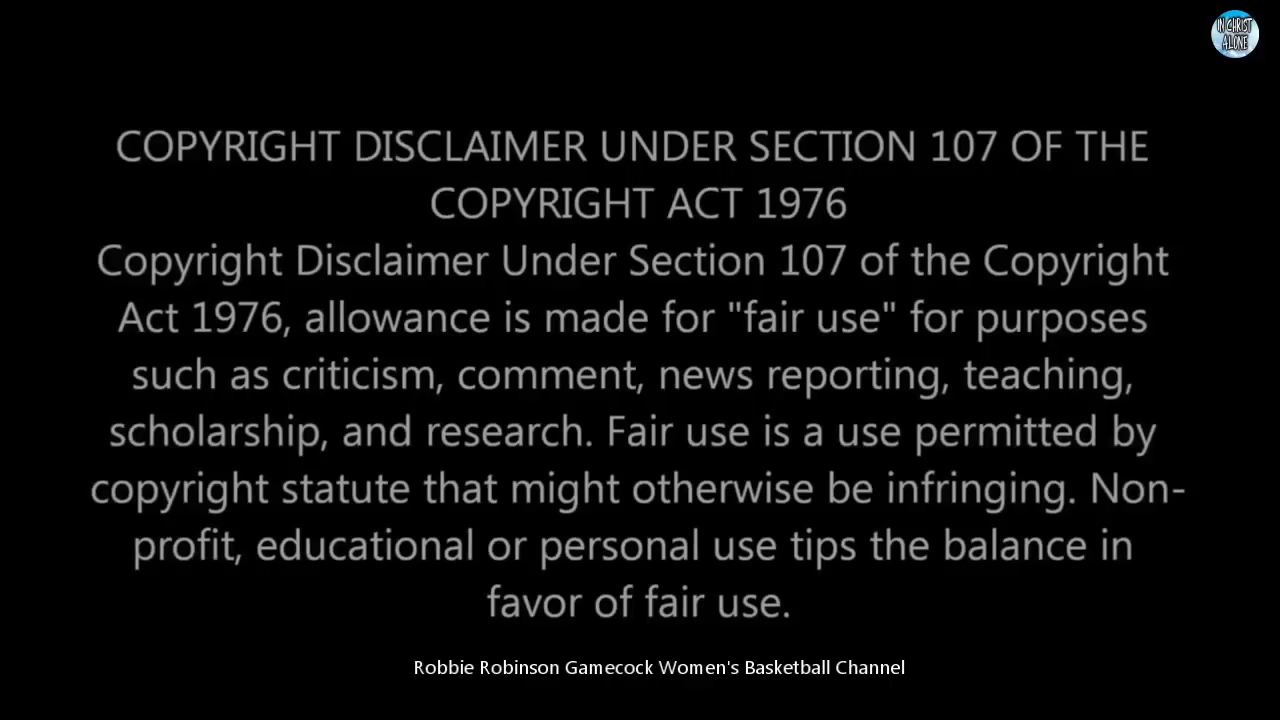 IN CHRIST
ALONE
COPYRIGHT DISCLAIMER UNDER SECTION 107 OF THE
COPYRIGHT ACT 1976
Copyright Disclaimer Under Section 107 of the Copyright
Act 1976, allowance is made for "fair use" for purposes
such as criticism, comment, news reporting, teaching,
scholarship, and research. Fair use is a use permitted by
copyright statute that might otherwise be infringing. Non-
profit, educational or personal use tips the balance in
favor of fair use.
Robbie Robinson Gamecock Women's Basketball Channel